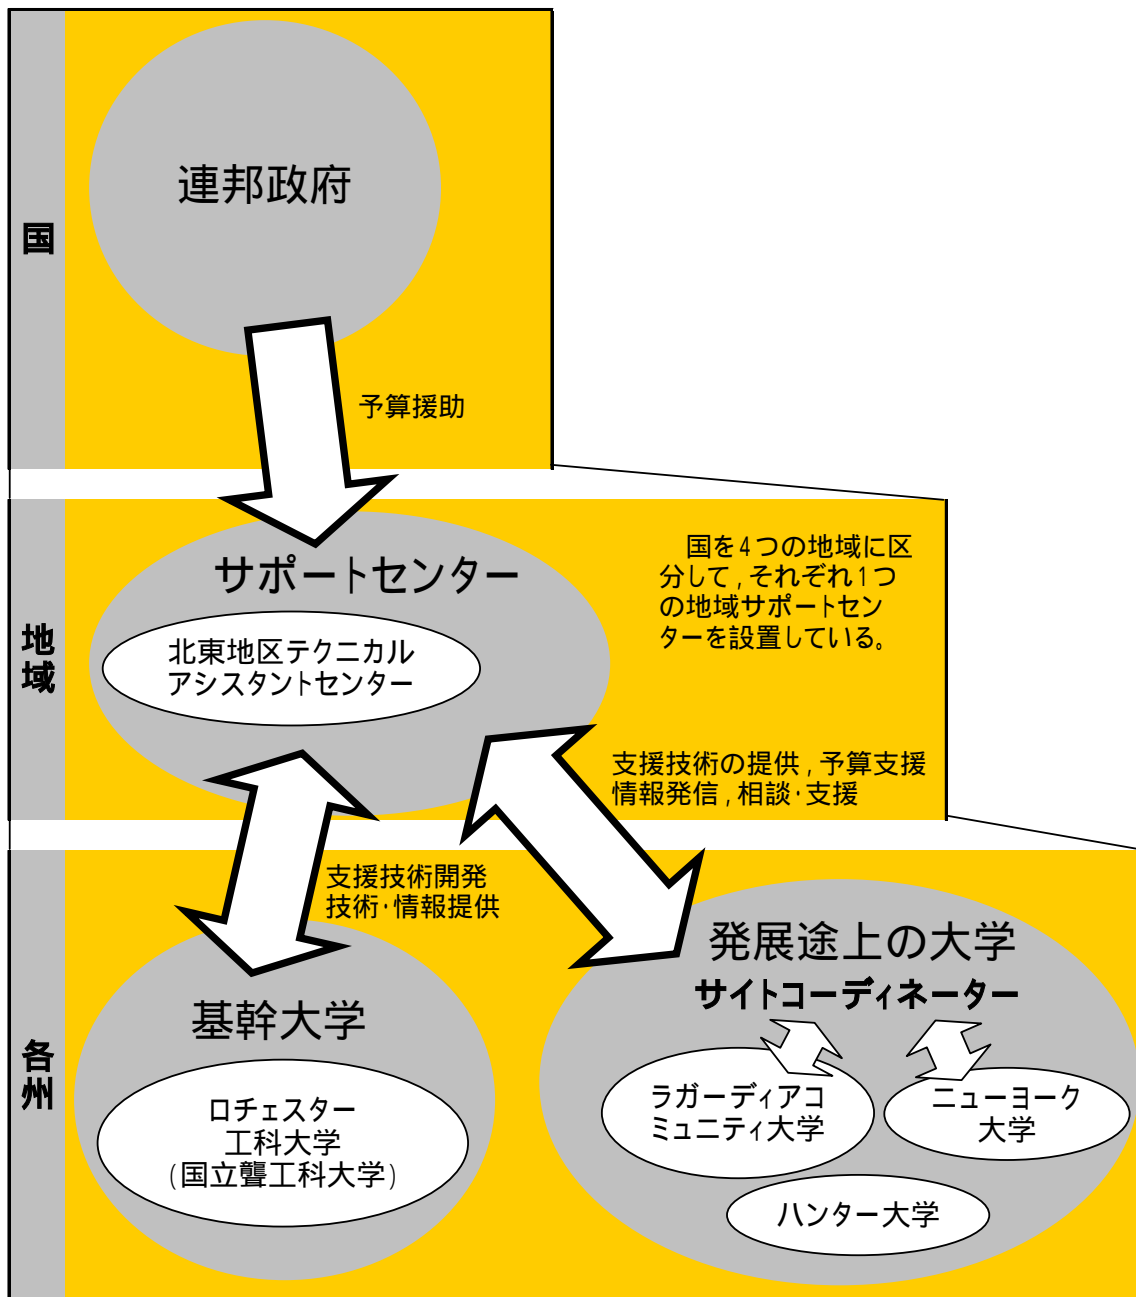 国
連邦政府
予算援助
地域
サポートセンター
北東地区テクニカル
アシスタントセンター
国を4つの地域に区
分して,それぞれ1つ
の地域サポートセン
ターを設置している。
支援技術の提供,予算支援
情報発信,相談・支援
支援技術開発
技術・情報提供
各州
基幹大学
ロチェスター
工科大学
(国立聾工科大学)
発展途上の大学
サイトコーディネーター
ラガーディアコ
ミュニティ大学
ニューヨーク
大学
ハンター大学